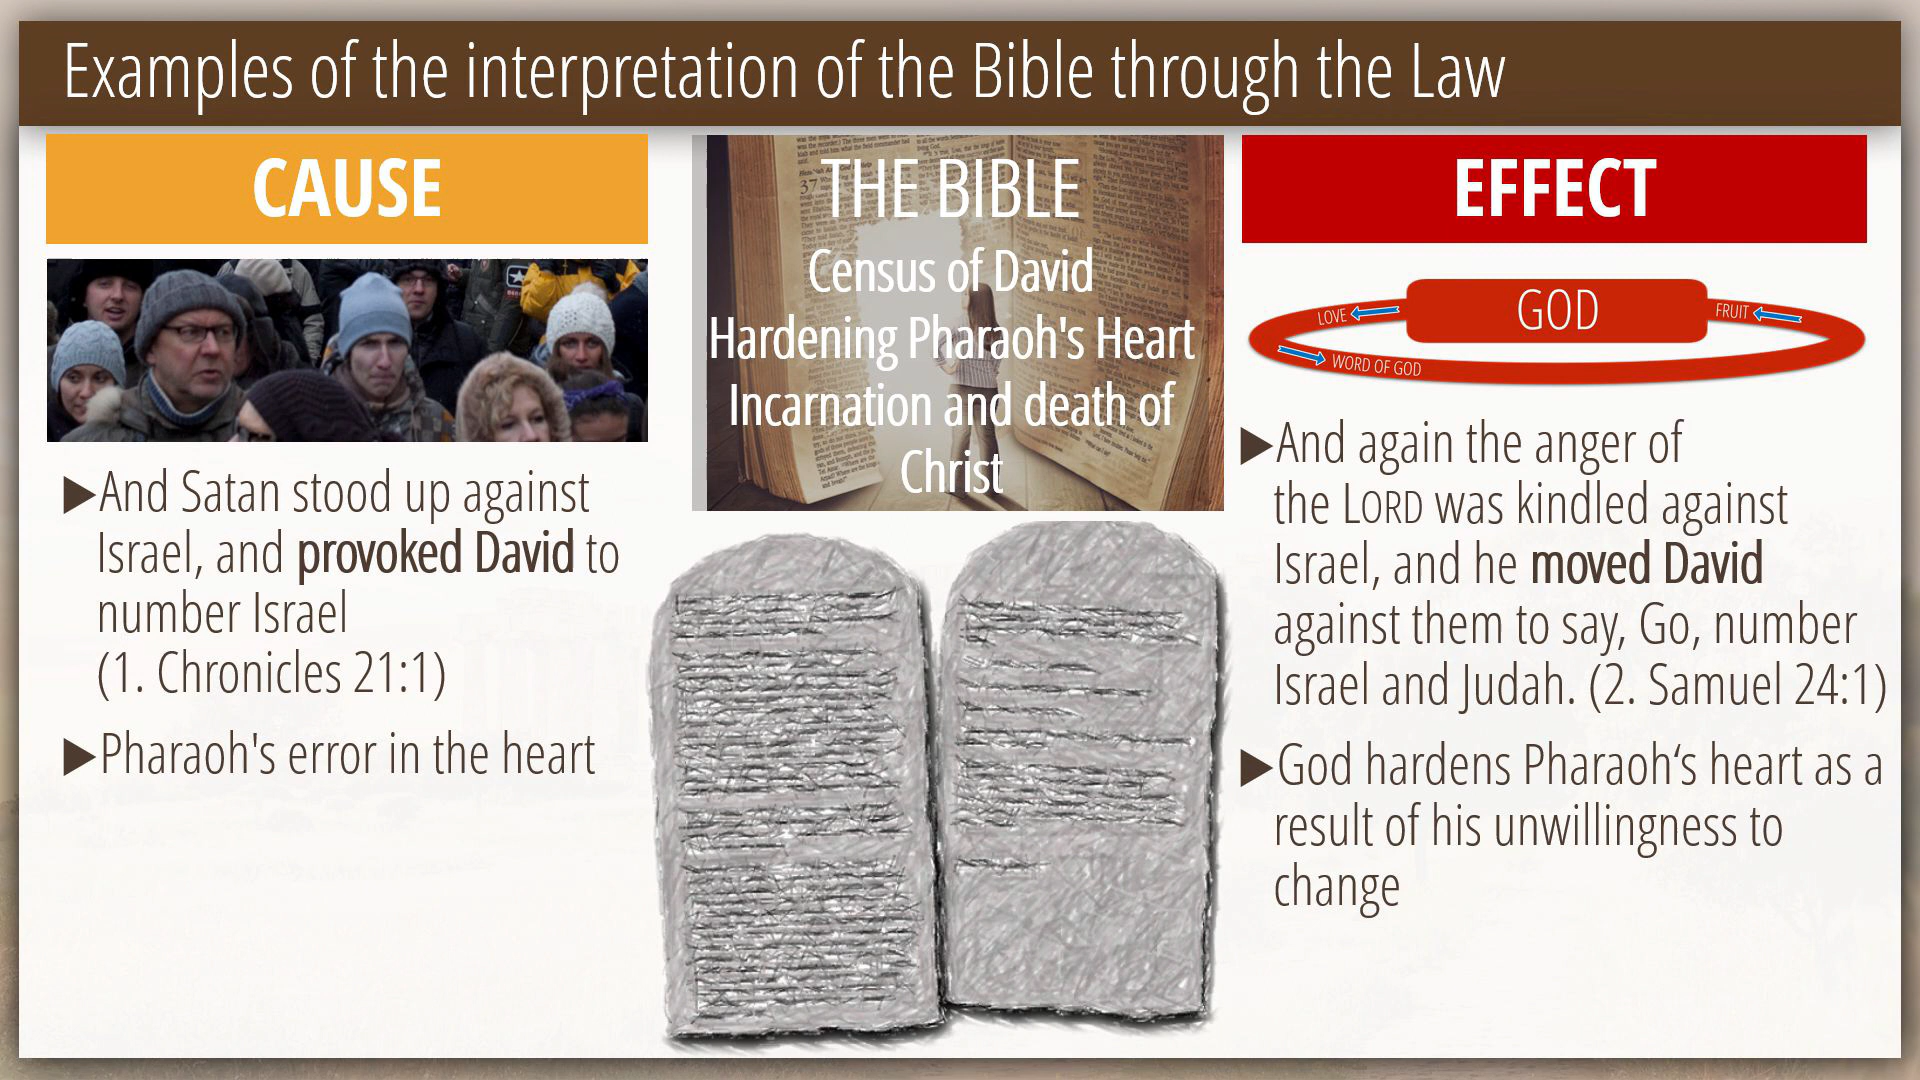 Examples of the interpretation of the Bible through the Law
CAUSE
▶And Satan stood up against
Israel, and provoked David to
number Israel
(1. Chronicles 21:1)
▶Pharaoh's error in the heart
THE BIBLE
Census of David
Hardening Pharaoh's Heart
Incarnation and death of
Christ
37
EFFECT
GOD
LOVE
FRUIT
WORD OF GOD
▶And again the anger of
the LORD was kindled against
Israel, and he moved David
against them to say, Go, number
Israel and Judah. (2. Samuel 24:1)
▶God hardens Pharaoh‘s heart as a
result of his unwillingness to
change